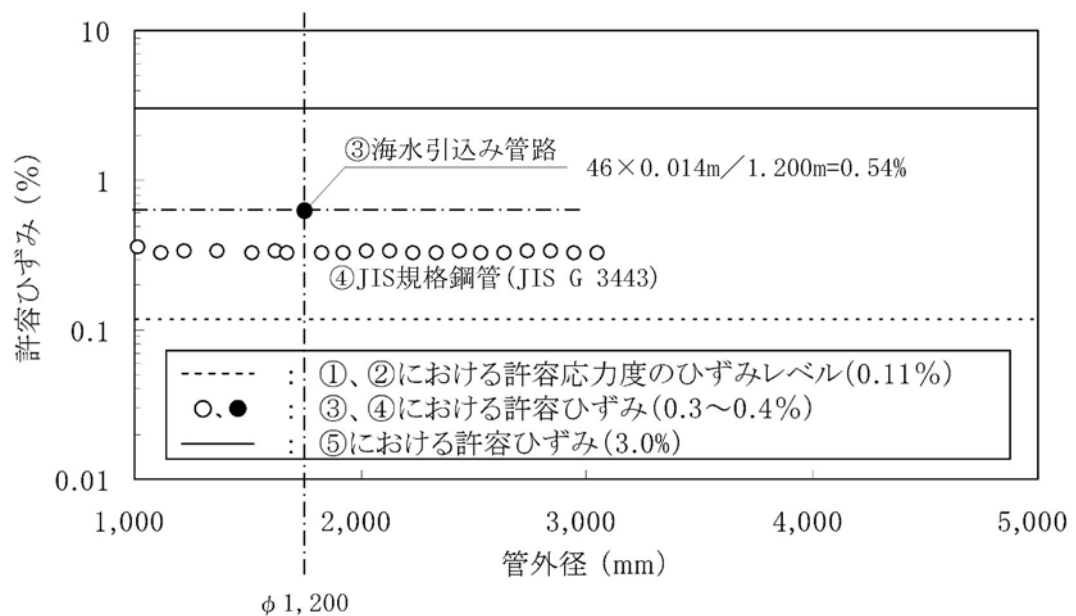 10
1
0.1
0.01
許容ひずみ (%)
③海水引込み管路
46×0.014m／1.200m=0.54%
④JIS規格鋼管(JIS G 3443)
----- : ①、②における許容応力度のひずみレベル(0.11%)
○、● : ③、④における許容ひずみ(0.3～0.4%)
: ⑤における許容ひずみ(3.0%)
1,000
2,000
3,000
4,000
5,000
管外径 (mm)
φ1,200